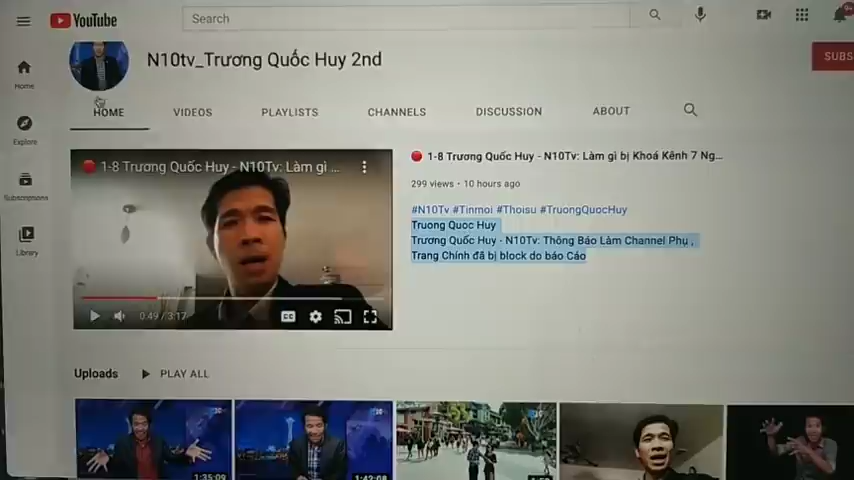 YouTube
Search
9+
N10tv_Trương Quốc Huy 2nd
SUBS
Home
HOME
VIDEOS
PLAYLISTS
CHANNELS
DISCUSSION
ABOUT
Explore
Subscriptions
Library
1-8 Trương Quốc Huy - N10Tv: Làm gì ...
0:49 / 3:17
1-8 Trương Quốc Huy - N10Tv: Làm gì bị Khoá Kênh 7 Ng...
299 views • 10 hours ago
#N10Tv #Tinmoi #Thoisu #TruongQuocHuy
Truong Quoc Huy
Trương Quốc Huy - N10Tv: Thông Báo Làm Channel Phụ ,
Trang Chính đã bị block do báo Cáo
Uploads
PLAY ALL
1:35:09
1:42:08